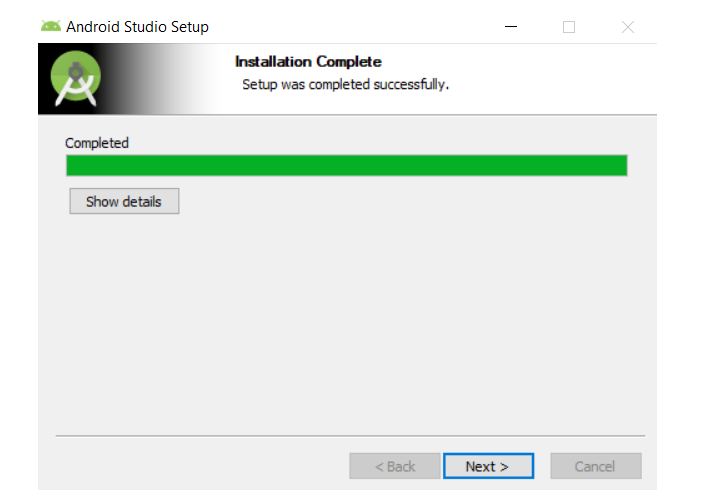 Android Studio Setup
Installation Complete
Setup was completed successfully.
Completed
Show details
< Back
Next >
Cancel